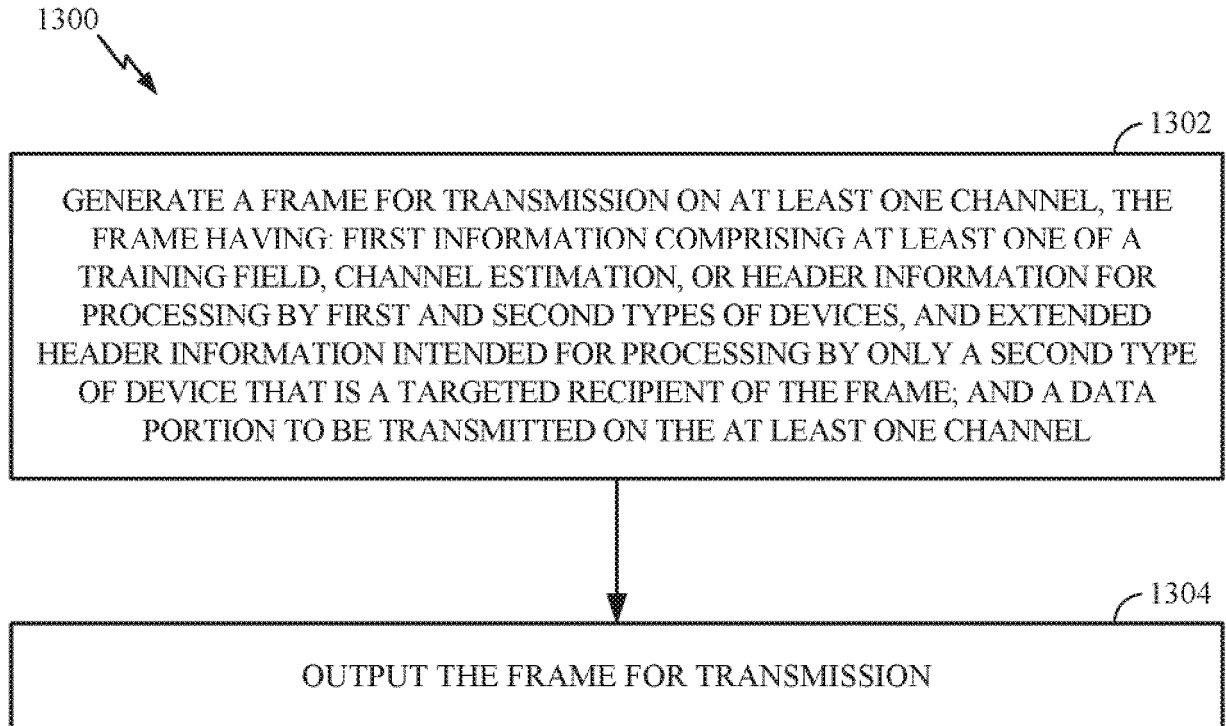 1300
1302
GENERATE A FRAME FOR TRANSMISSION ON AT LEAST ONE CHANNEL, THE
FRAME HAVING: FIRST INFORMATION COMPRISING AT LEAST ONE OF A
TRAINING FIELD, CHANNEL ESTIMATION, OR HEADER INFORMATION FOR
PROCESSING BY FIRST AND SECOND TYPES OF DEVICES, AND EXTENDED
HEADER INFORMATION INTENDED FOR PROCESSING BY ONLY A SECOND TYPE
OF DEVICE THAT IS A TARGETED RECIPIENT OF THE FRAME; AND A DATA
PORTION TO BE TRANSMITTED ON THE AT LEAST ONE CHANNEL
1304
OUTPUT THE FRAME FOR TRANSMISSION